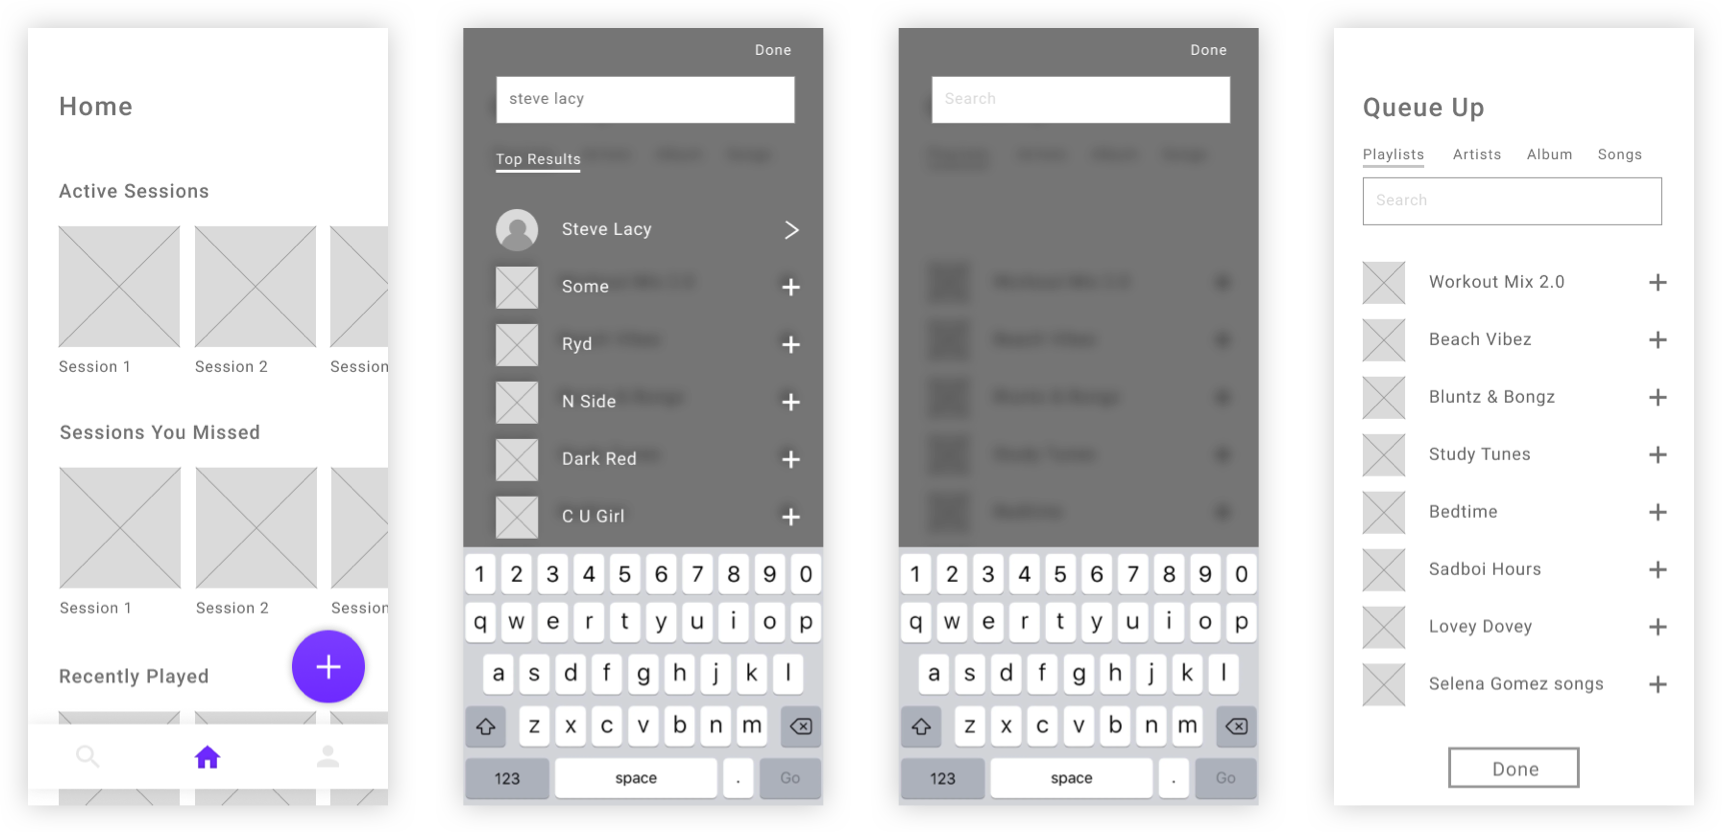 Home
Active Sessions
Session 1 Session 2 Session
Sessions You Missed
Session 1 Session 2 Session
Recently Played
Done
steve lacy
Top Results
Steve Lacy
Some
Ryd
N Side
Dark Red
C U Girl
1 2 3 4 5 6 7 8 9 0
q w e r t y u i o p
a s d f g h j k l
z x c v b n m
123 space . Go
Done
Search
1 2 3 4 5 6 7 8 9 0
q w e r t y u i o p
a s d f g h j k l
z x c v b n m
123 space . Go
Queue Up
Playlists Artists Album Songs
Search
Workout Mix 2.0
Beach Vibez
Bluntz & Bongz
Study Tunes
Bedtime
Sadboi Hours
Lovey Dovey
Selena Gomez songs
Done